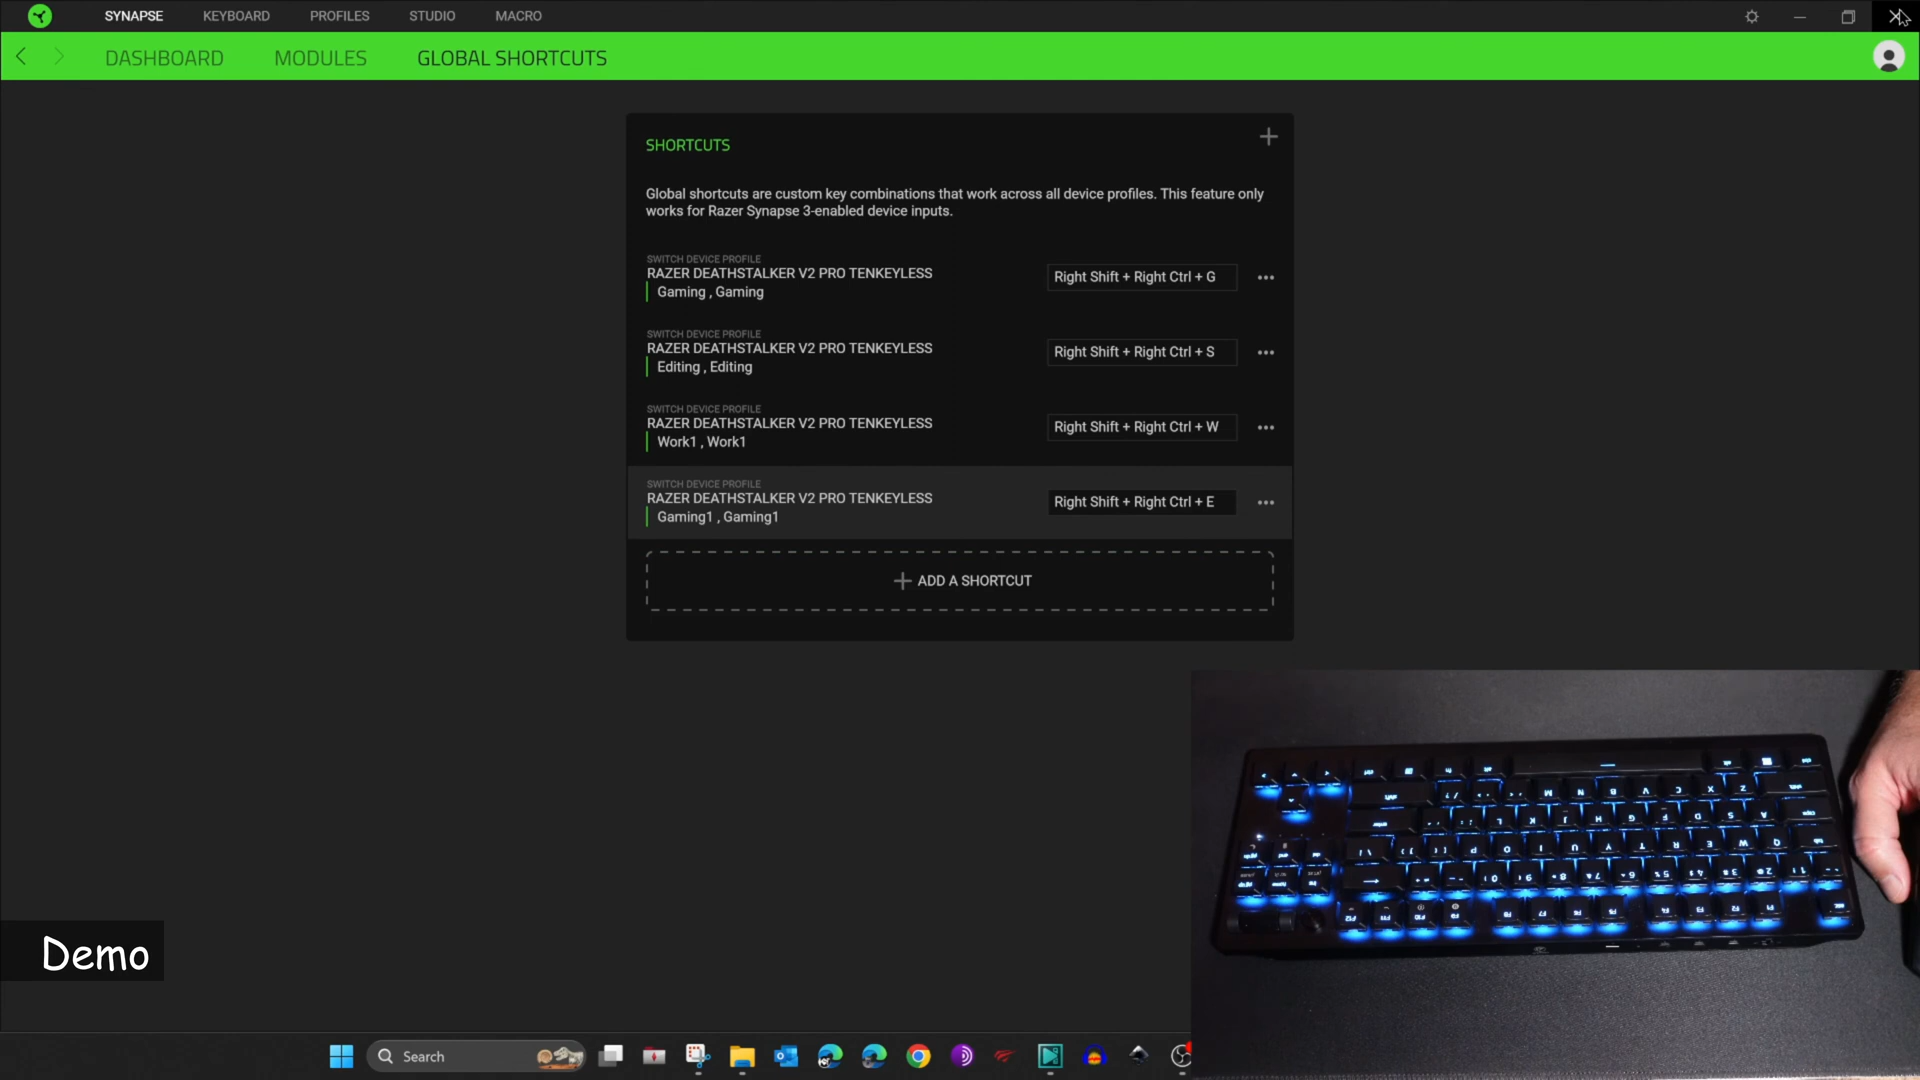 SYNAPSE KEYBOARD PROFILES STUDIO MACRO
DASHBOARD MODULES GLOBAL SHORTCUTS
SHORTCUTS
Global shortcuts are custom key combinations that work across all device profiles. This feature only
works for Razer Synapse 3-enabled device inputs.
SWITCH DEVICE PROFILE
RAZER DEATHSTALKER V2 PRO TENKEYLESS
Gaming , Gaming
Right Shift + Right Ctrl + G
SWITCH DEVICE PROFILE
RAZER DEATHSTALKER V2 PRO TENKEYLESS
Editing , Editing
Right Shift + Right Ctrl + S
SWITCH DEVICE PROFILE
RAZER DEATHSTALKER V2 PRO TENKEYLESS
Work1 , Work1
Right Shift + Right Ctrl + W
SWITCH DEVICE PROFILE
RAZER DEATHSTALKER V2 PRO TENKEYLESS
Gaming1 , Gaming1
Right Shift + Right Ctrl + E
ADD A SHORTCUT
Demo
Search